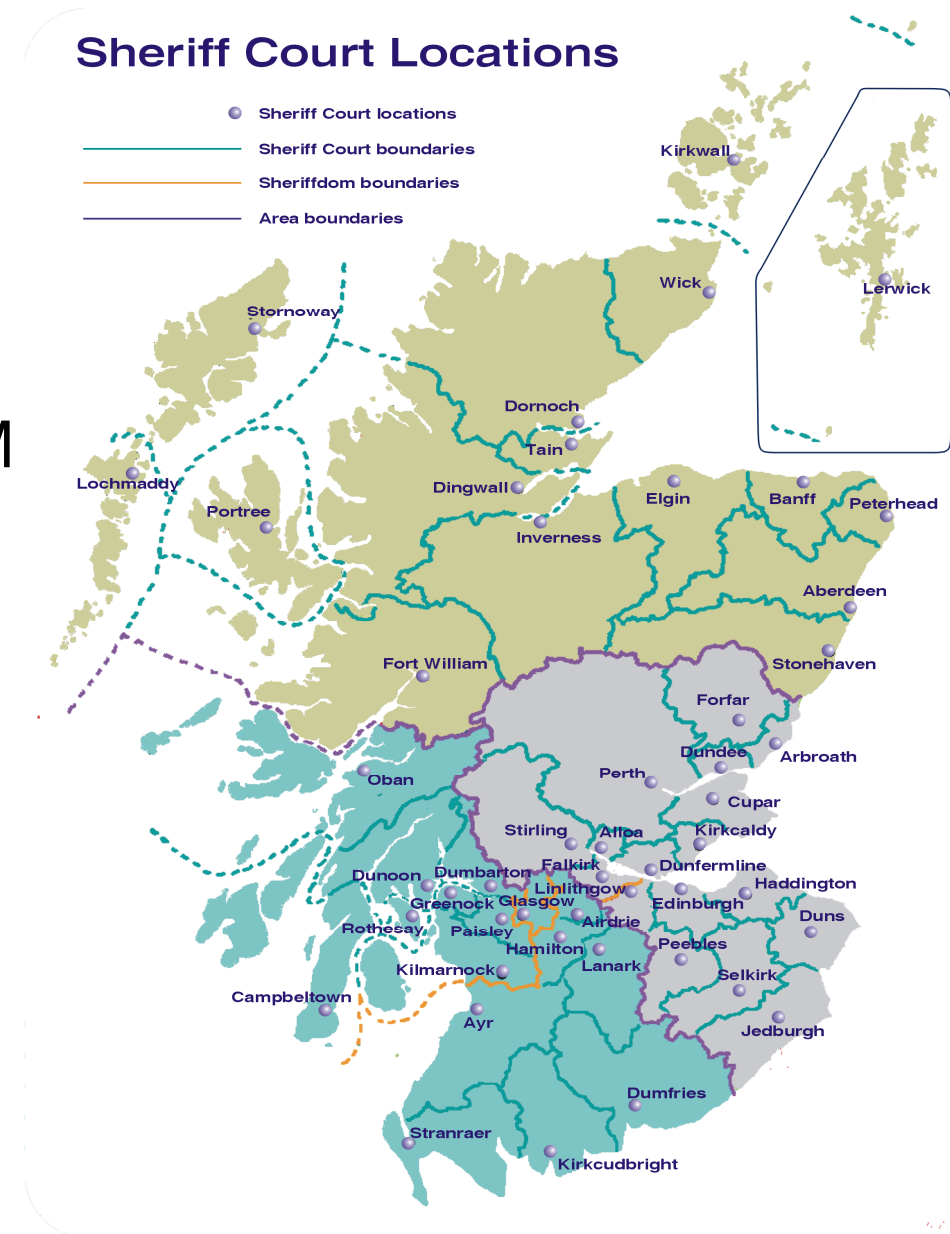 Sheriff Court Locations
Sheriff Court locations
Sheriff Court boundaries
Sheriffdom boundaries
Area boundaries
M
Kirkwall
Lerwick
Wick
Stornoway
Dornoch
Tain
Lochmaddy
Dingwall
Elgin
Banff
Peterhead
Portree
Inverness
Aberdeen
Fort William
Stonehaven
Forfar
Dundee
Arbroath
Oban
Perth
Cupar
Stirling
Alloa
Kirkcaldy
Falkirk
Dunfermline
Dunoon
Dumbarton
Linlithgow
Haddington
Greenock
Glasgow
Edinburgh
Rothesay
Paisley
Airdrie
Duns
Hamilton
Peebles
Kilmarnock
Lanark
Selkirk
Campbeltown
Ayr
Jedburgh
Dumfries
Stranraer
Kirkcudbright